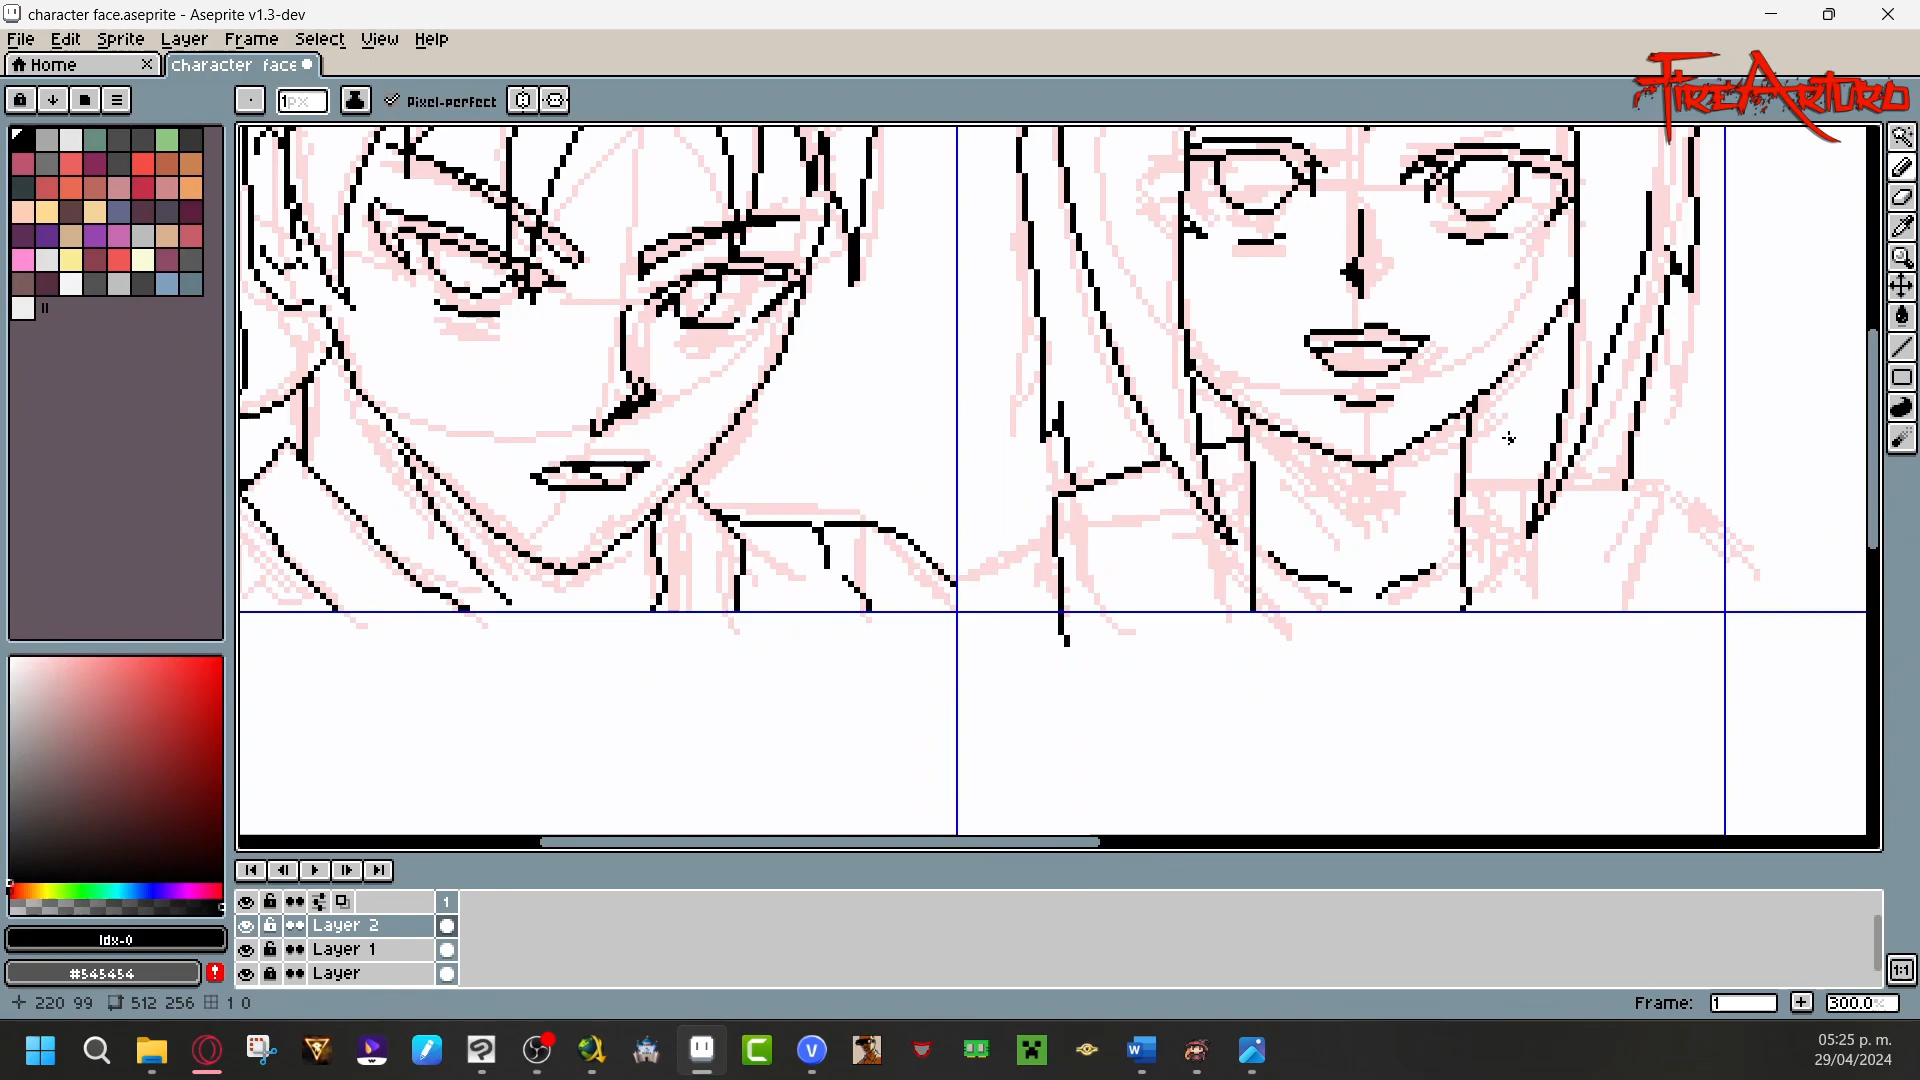 character face.aseprite - Aseprite v1.3-dev
File Edit Sprite Layer Frame Select View Help
Home character face
FireArturo
1px Pixel-perfect
1
Layer 2
Layer 1
Layer
Idx-0
#545454
1:1
220 99 512 256 1 0
Frame: 1 300.0%
05:25 p. m.
29/04/2024